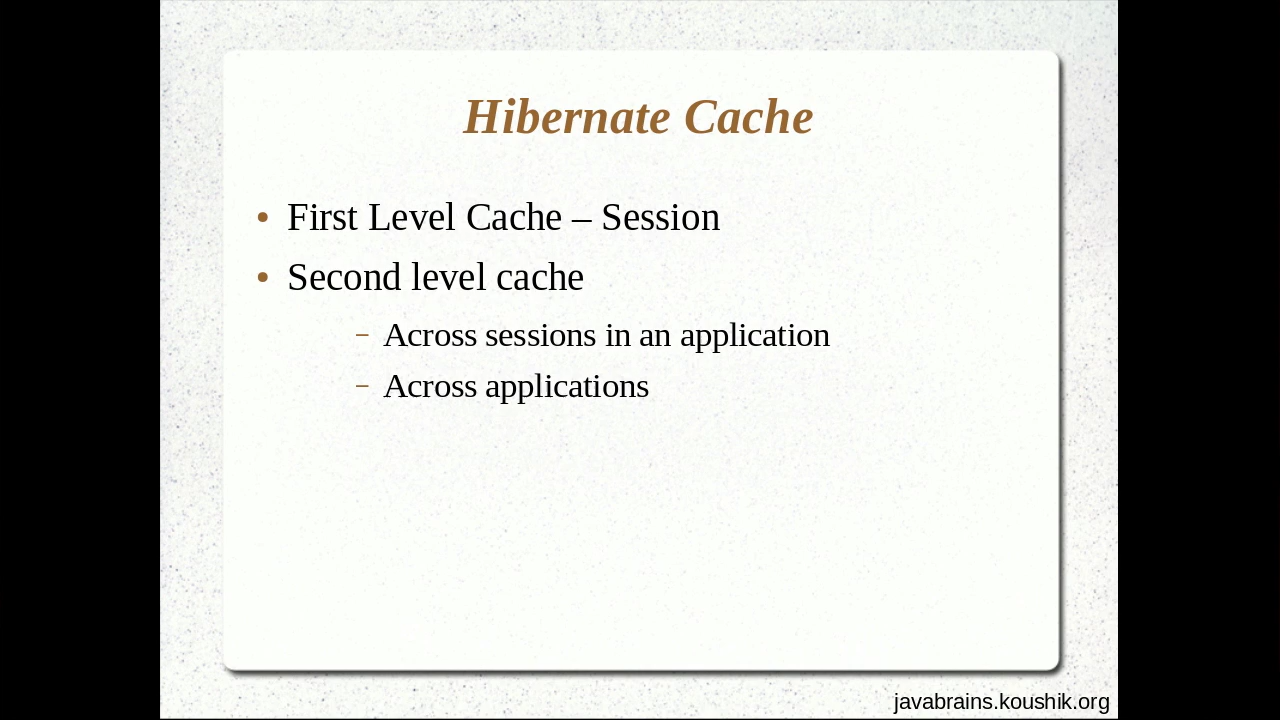 Hibernate Cache
• First Level Cache – Session
• Second level cache
– Across sessions in an application
– Across applications
javabrains.koushik.org